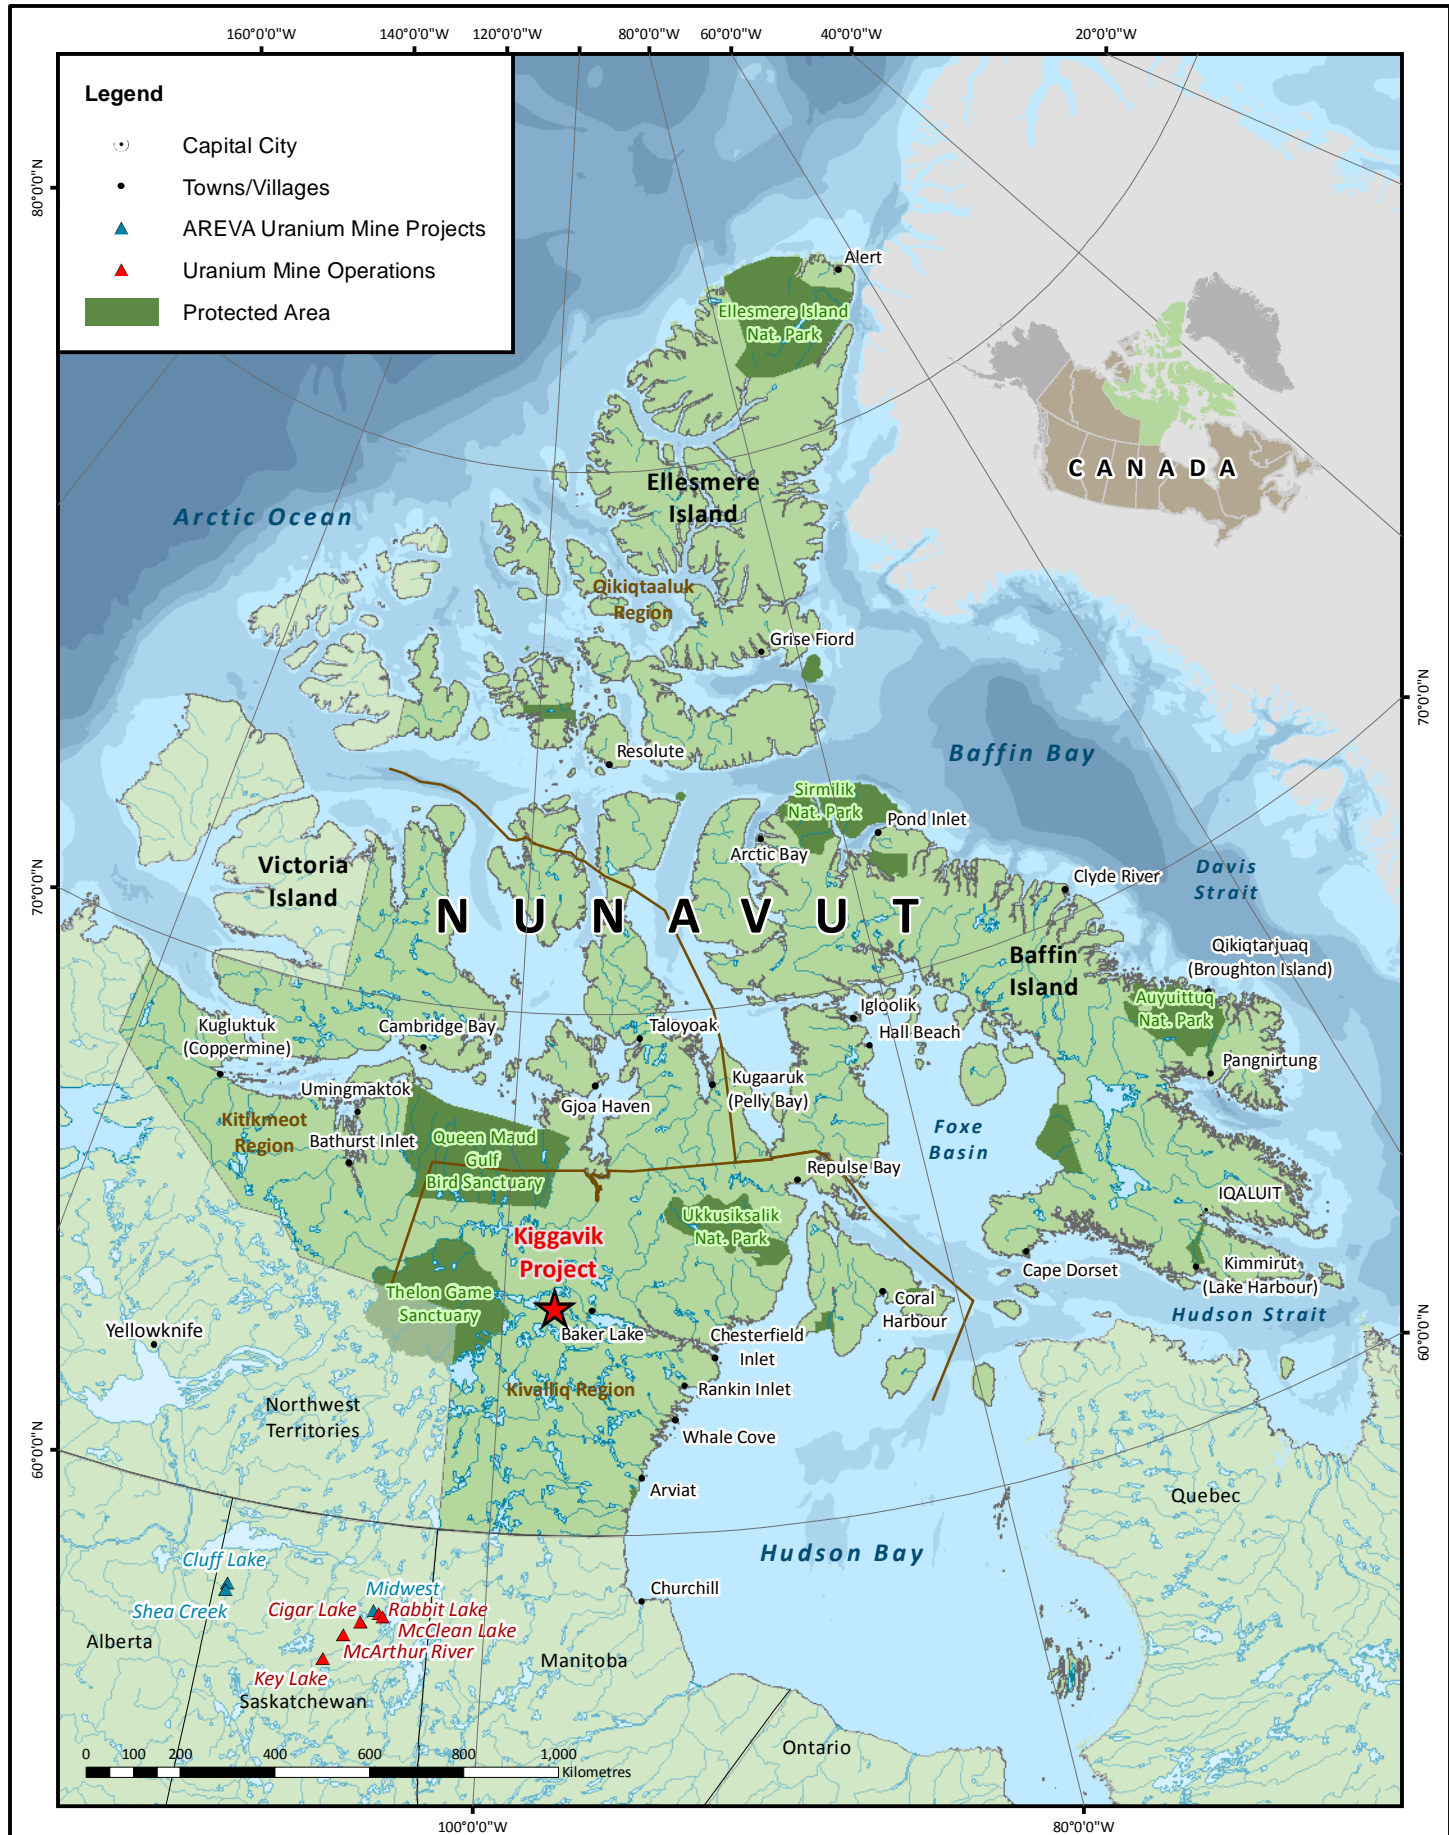 160°0'0"W
140°0'0"W
120°0'0"W
80°0'0"W
60°0'0"W
40°0'0"W
20°0'0"W
Legend
Capital City
Towns/Villages
AREVA Uranium Mine Projects
Uranium Mine Operations
Protected Area
80°0'0"N
70°0'0"N
60°0'0"N
70°0'0"N
60°0'0"N
Alert
Ellesmere Island
Nat. Park
CANADA
Ellesmere
Island
Arctic Ocean
Qikiqtaaluk
Region
Grise Fiord
Resolute
Baffin Bay
Sirmilik
Nat. Park
Pond Inlet
Arctic Bay
Victoria
Island
Clyde River
Davis
Strait
NUNAVUT
Baffin
Island
Qikiqtarjuaq
(Broughton Island)
Auyuittuq
Nat. Park
Igloolik
Hall Beach
Kugluktuk
(Coppermine)
Cambridge Bay
Taloyoak
Pangnirtung
Umingmaktok
Kugaaruk
(Pelly Bay)
Gjoa Haven
Kitikmeot
Region
Bathurst Inlet
Queen Maud
Gulf
Bird Sanctuary
Foxe
Basin
Repulse Bay
IQALUIT
Ukkusiksalik
Nat. Park
Kiggavik
Project
Cape Dorset
Kimmirut
(Lake Harbour)
Thelon Game
Sanctuary
Coral
Harbour
Hudson Strait
Yellowknife
Baker Lake
Chesterfield
Inlet
Kivalliq Region
Rankin Inlet
Northwest
Territories
Whale Cove
Arviat
Quebec
Hudson Bay
Cluff Lake
Shea Creek
Midwest
Churchill
Cigar Lake
Rabbit Lake
McClean Lake
Alberta
McArthur River
Manitoba
Key Lake
Saskatchewan
Ontario
0
100
200
400
600
800
1,000
Kilometres
100°0'0"W
80°0'0"W